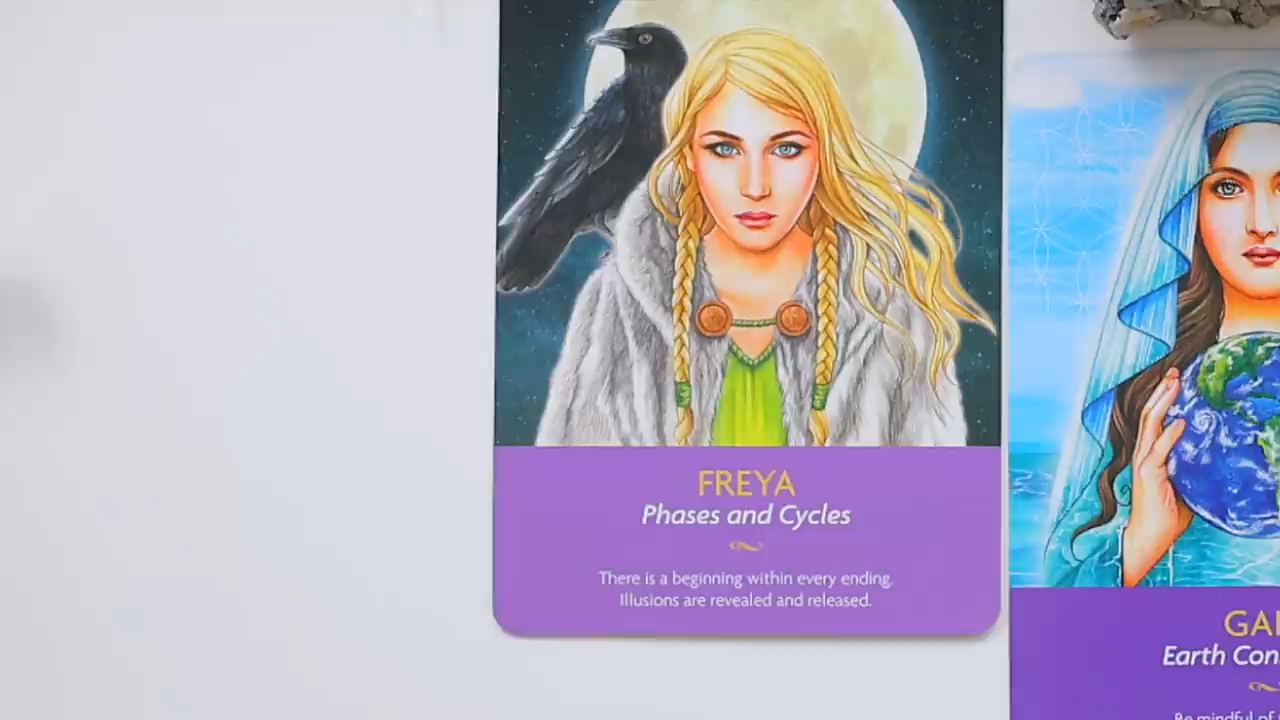 FREYA
Phases and Cycles
There is a beginning within every ending.
Illusions are revealed and released.
GAI
Earth Con
Be mindful of